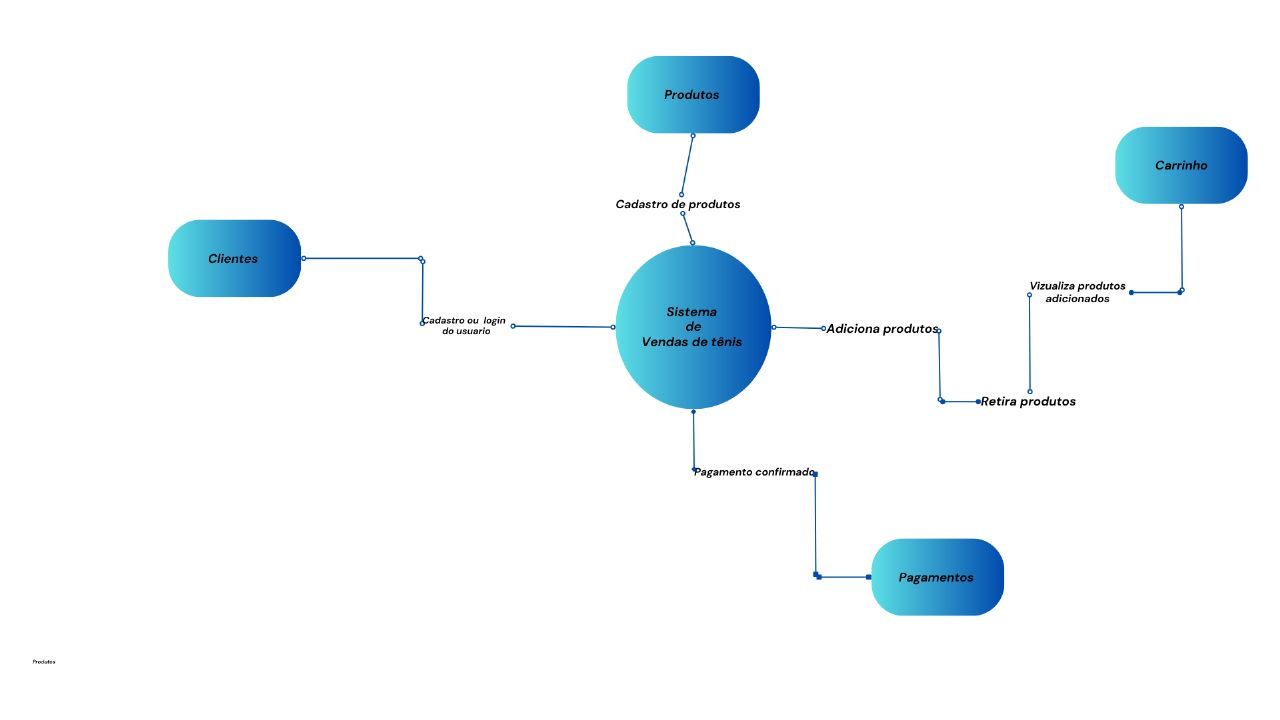 Produtos
Carrinho
Cadastro de produtos
Clientes
Vizualiza produtos
adicionados
Cadastro ou login
do usuario
Sistema
de
Vendas de tênis
Adiciona produtos
Retira produtos
Pagamento confirmado
Pagamentos
Produtos